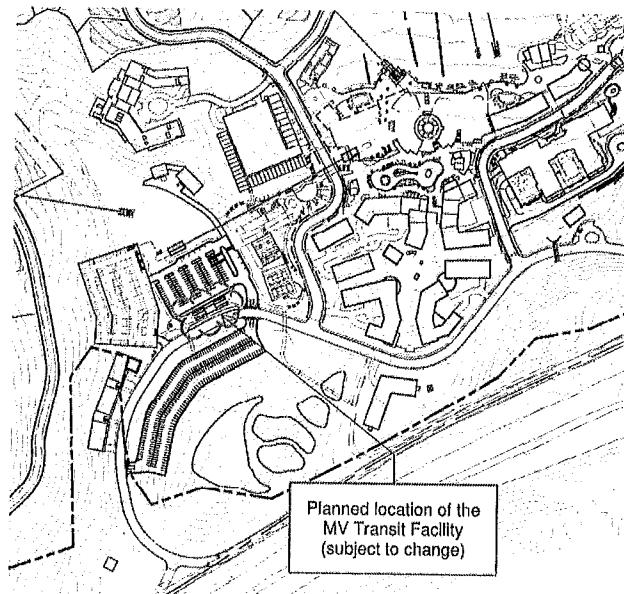 Planned location of the
MV Transit Facility
(subject to change)